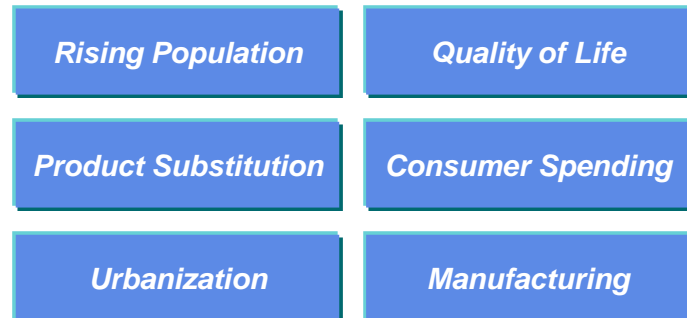 Rising Population
Quality of Life
Product Substitution
Consumer Spending
Urbanization
Manufacturing